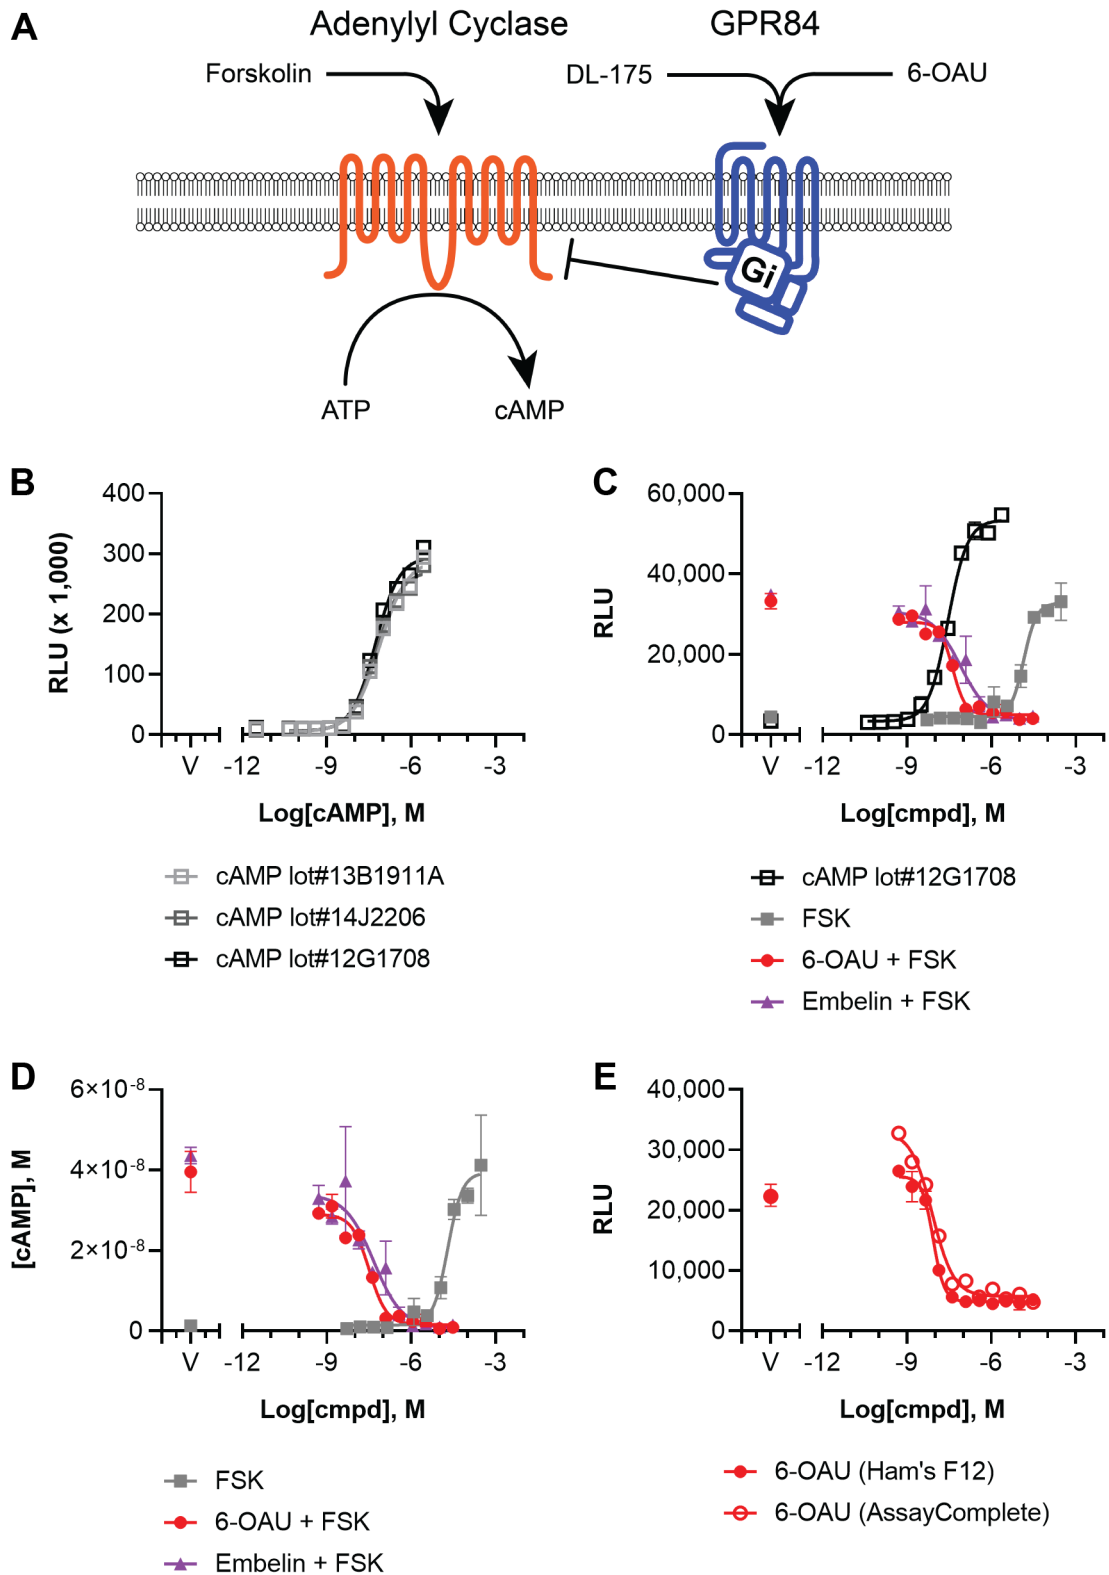 A
Adenylyl Cyclase
GPR84
Forskolin
DL-175
6-OAU
Gi
ATP
cAMP
B
400
300
200
100
0
RLU (x 1,000)
V
-12
-9
-6
-3
Log[cAMP], M
cAMP lot#13B1911A
cAMP lot#14J2206
cAMP lot#12G1708
C
60,000
40,000
20,000
0
RLU
V
-12
-9
-6
-3
Log[cmpd], M
cAMP lot#12G1708
FSK
6-OAU + FSK
Embelin + FSK
D
6×10⁻⁸
4×10⁻⁸
2×10⁻⁸
0
[cAMP], M
V
-12
-9
-6
-3
Log[cmpd], M
FSK
6-OAU + FSK
Embelin + FSK
E
40,000
30,000
20,000
10,000
0
RLU
V
-12
-9
-6
-3
Log[cmpd], M
6-OAU (Ham's F12)
6-OAU (AssayComplete)